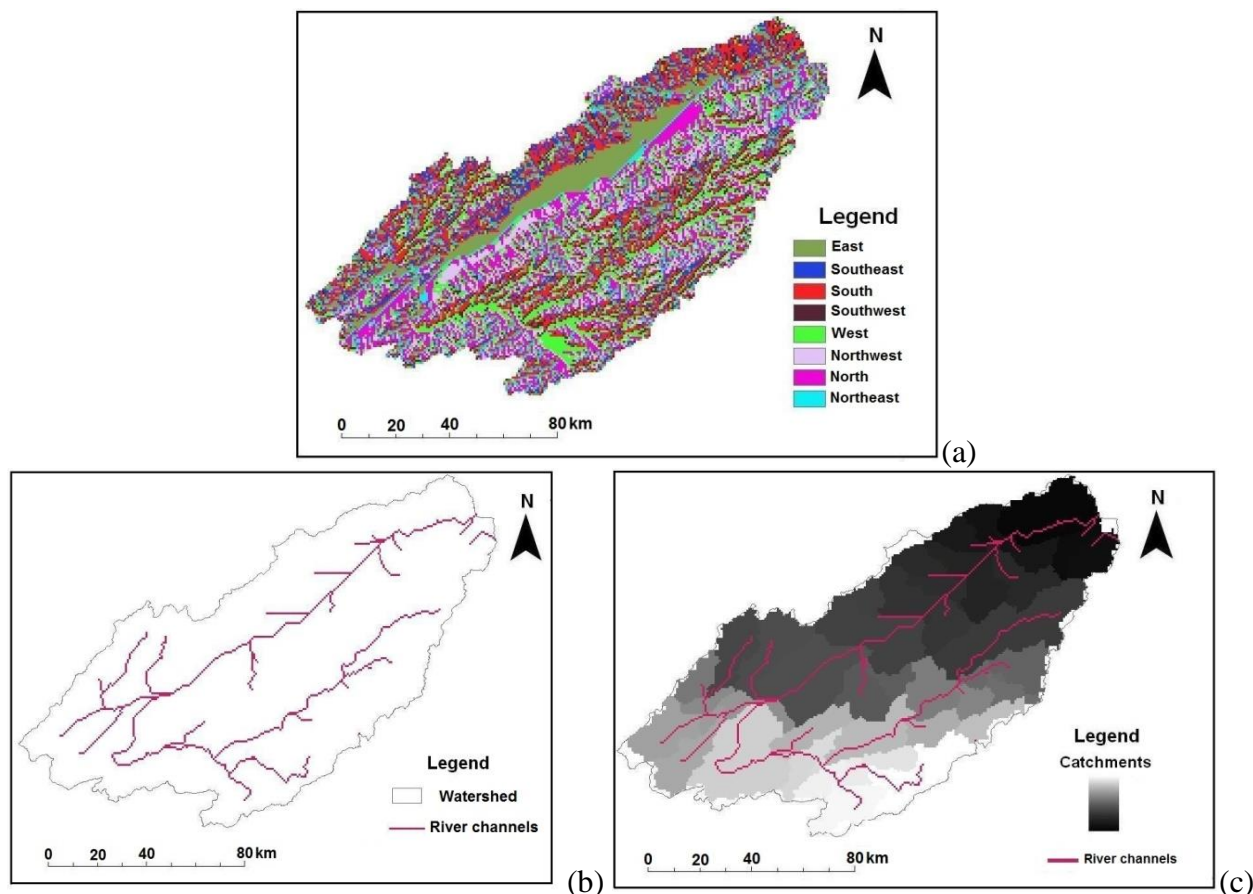 N
Legend
East
Southeast
South
Southwest
West
Northwest
North
Northeast
0 20 40 80 km
(a)
N
Legend
Watershed
River channels
0 20 40 80 km
(b)
N
Legend
Catchments
River channels
0 20 40 80 km
(c)